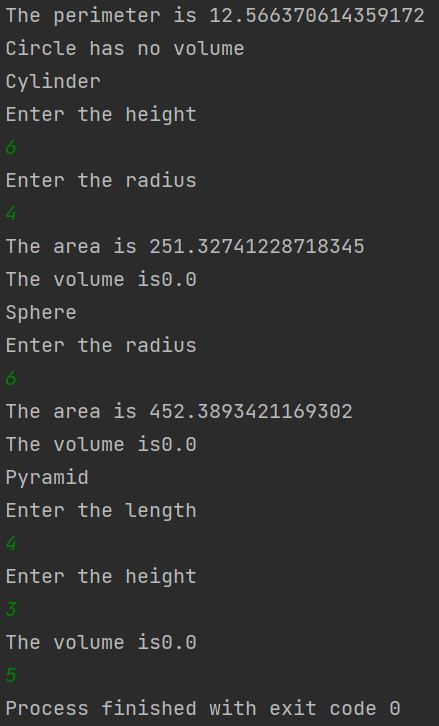 The perimeter is 12.566370614359172
Circle has no volume
Cylinder
Enter the height
6
Enter the radius
4
The area is 251.32741228718345
The volume is0.0
Sphere
Enter the radius
6
The area is 452.3893421169302
The volume is0.0
Pyramid
Enter the length
4
Enter the height
3
The volume is0.0
5
Process finished with exit code 0